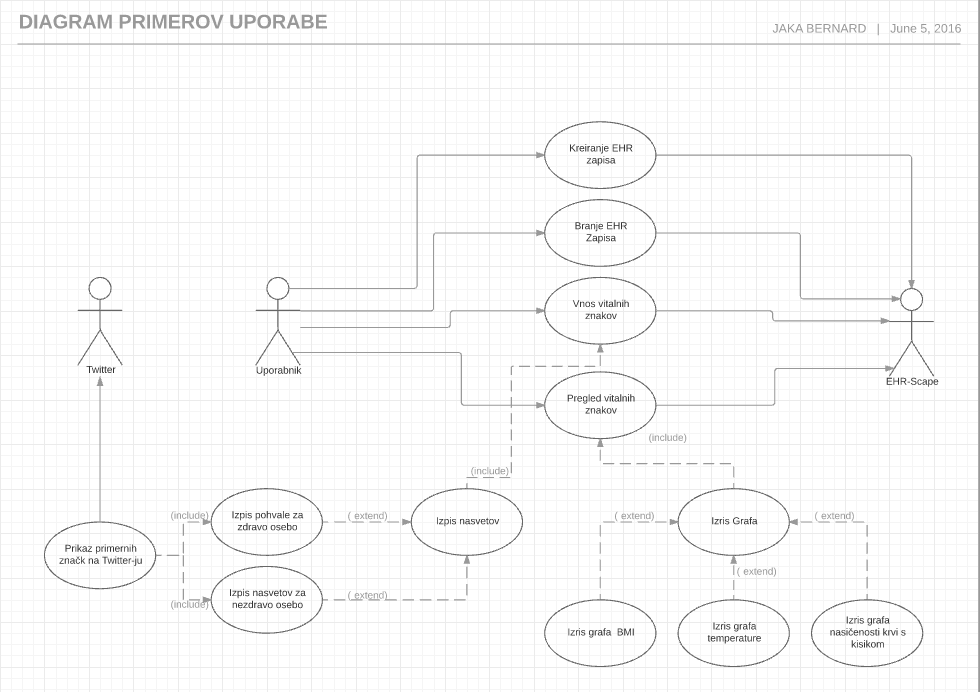 DIAGRAM PRIMEROV UPORABE
JAKA BERNARD | June 5, 2016
Kreiranje EHR
zapisa
Branje EHR
Zapisa
Vnos vitalnih
znakov
Twitter
Uporabnik
EHR-Scape
Pregled vitalnih
znakov
(include)
(include)
(include)
Izpis pohvale za
zdravo osebo
( extend)
Izpis nasvetov
Izris Grafa
( extend)
( extend)
Prikaz primernih
značk na Twitter-ju
( extend)
(include)
Izpis nasvetov za
nezdravo osebo
( extend)
Izris grafa BMI
Izris grafa
temperature
Izris grafa
nasičenosti krvi s
kisikom